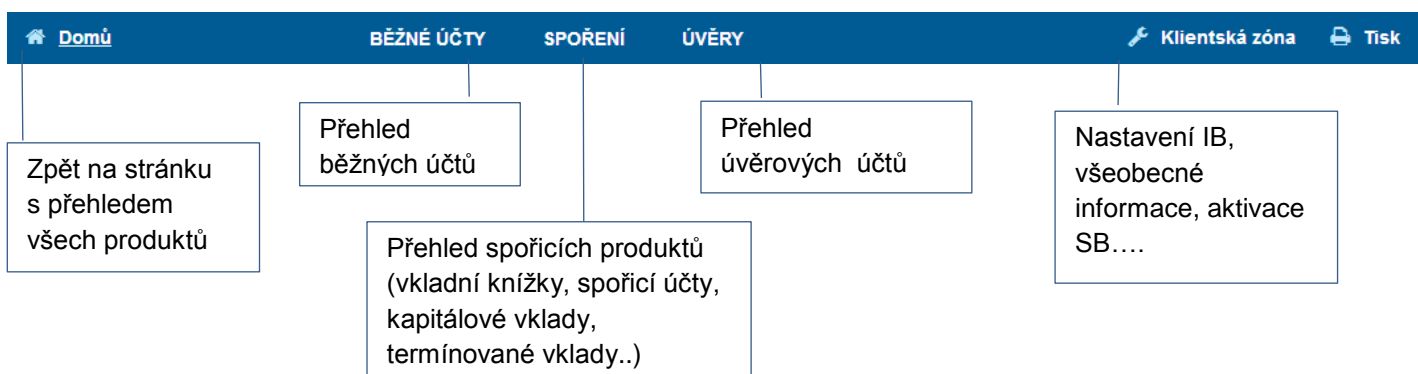 Domů BĚŽNÉ ÚČTY SPOŘENÍ ÚVĚRY Klientská zóna Tisk
Zpět na stránku
s přehledem
všech produktů
Přehled
běžných účtů
Přehled spořicích produktů
(vkladní knížky, spořicí účty,
kapitálové vklady,
termínované vklady..)
Přehled
úvěrových účtů
Nastavení IB,
všeobecné
informace, aktivace
SB….